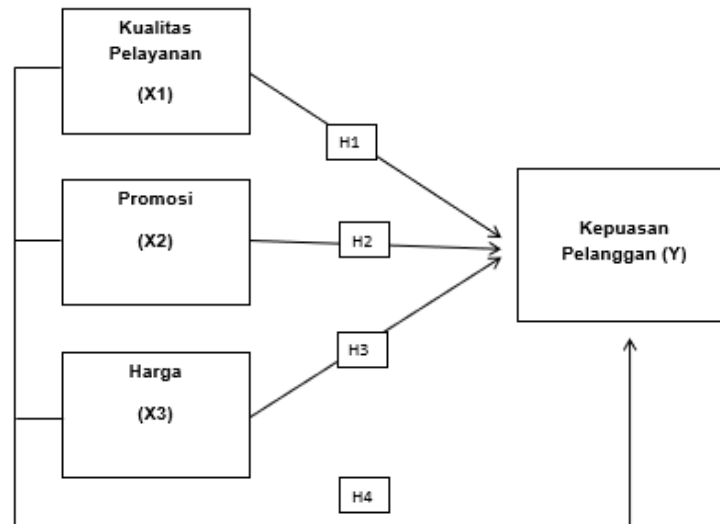 Kualitas
Pelayanan
(X1)
H1
Promosi
(X2)
H2
Kepuasan
Pelanggan (Y)
Harga
(X3)
H3
H4